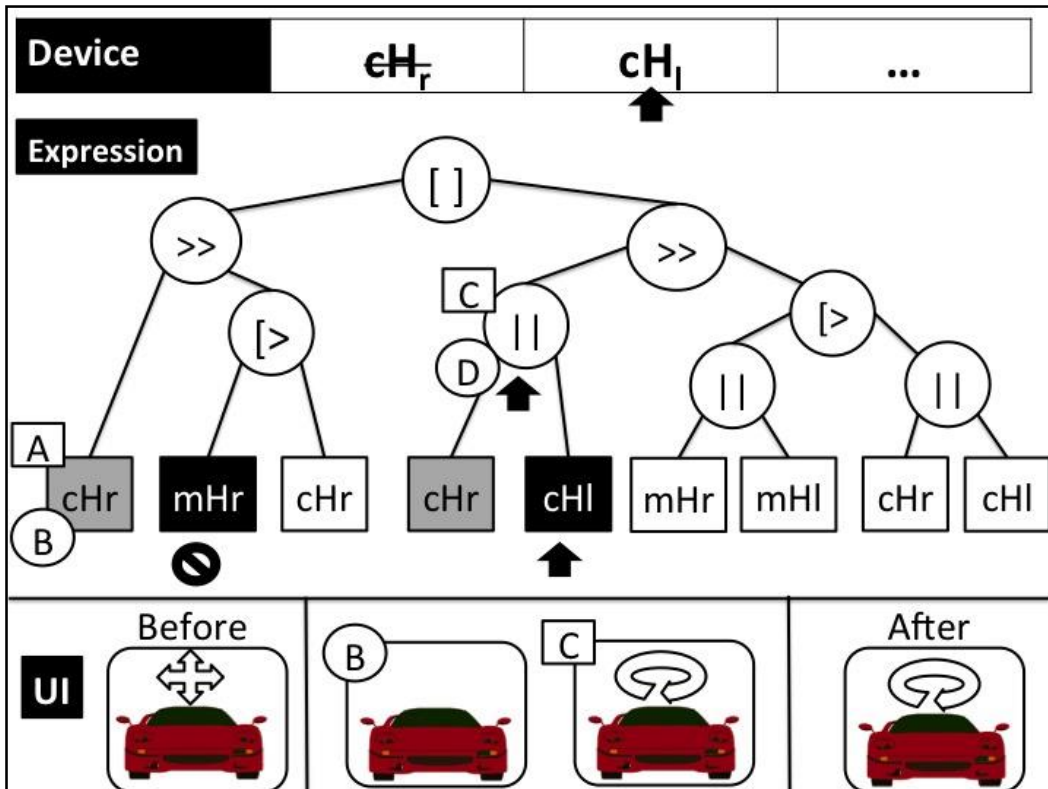 Device cHr cHl ...
Expression
[ ]
>> >>
C
[> || [>
D
|| ||
A
cHr mHr cHr cHr cHl mHr mHl cHr cHl
B
Before B C After
UI